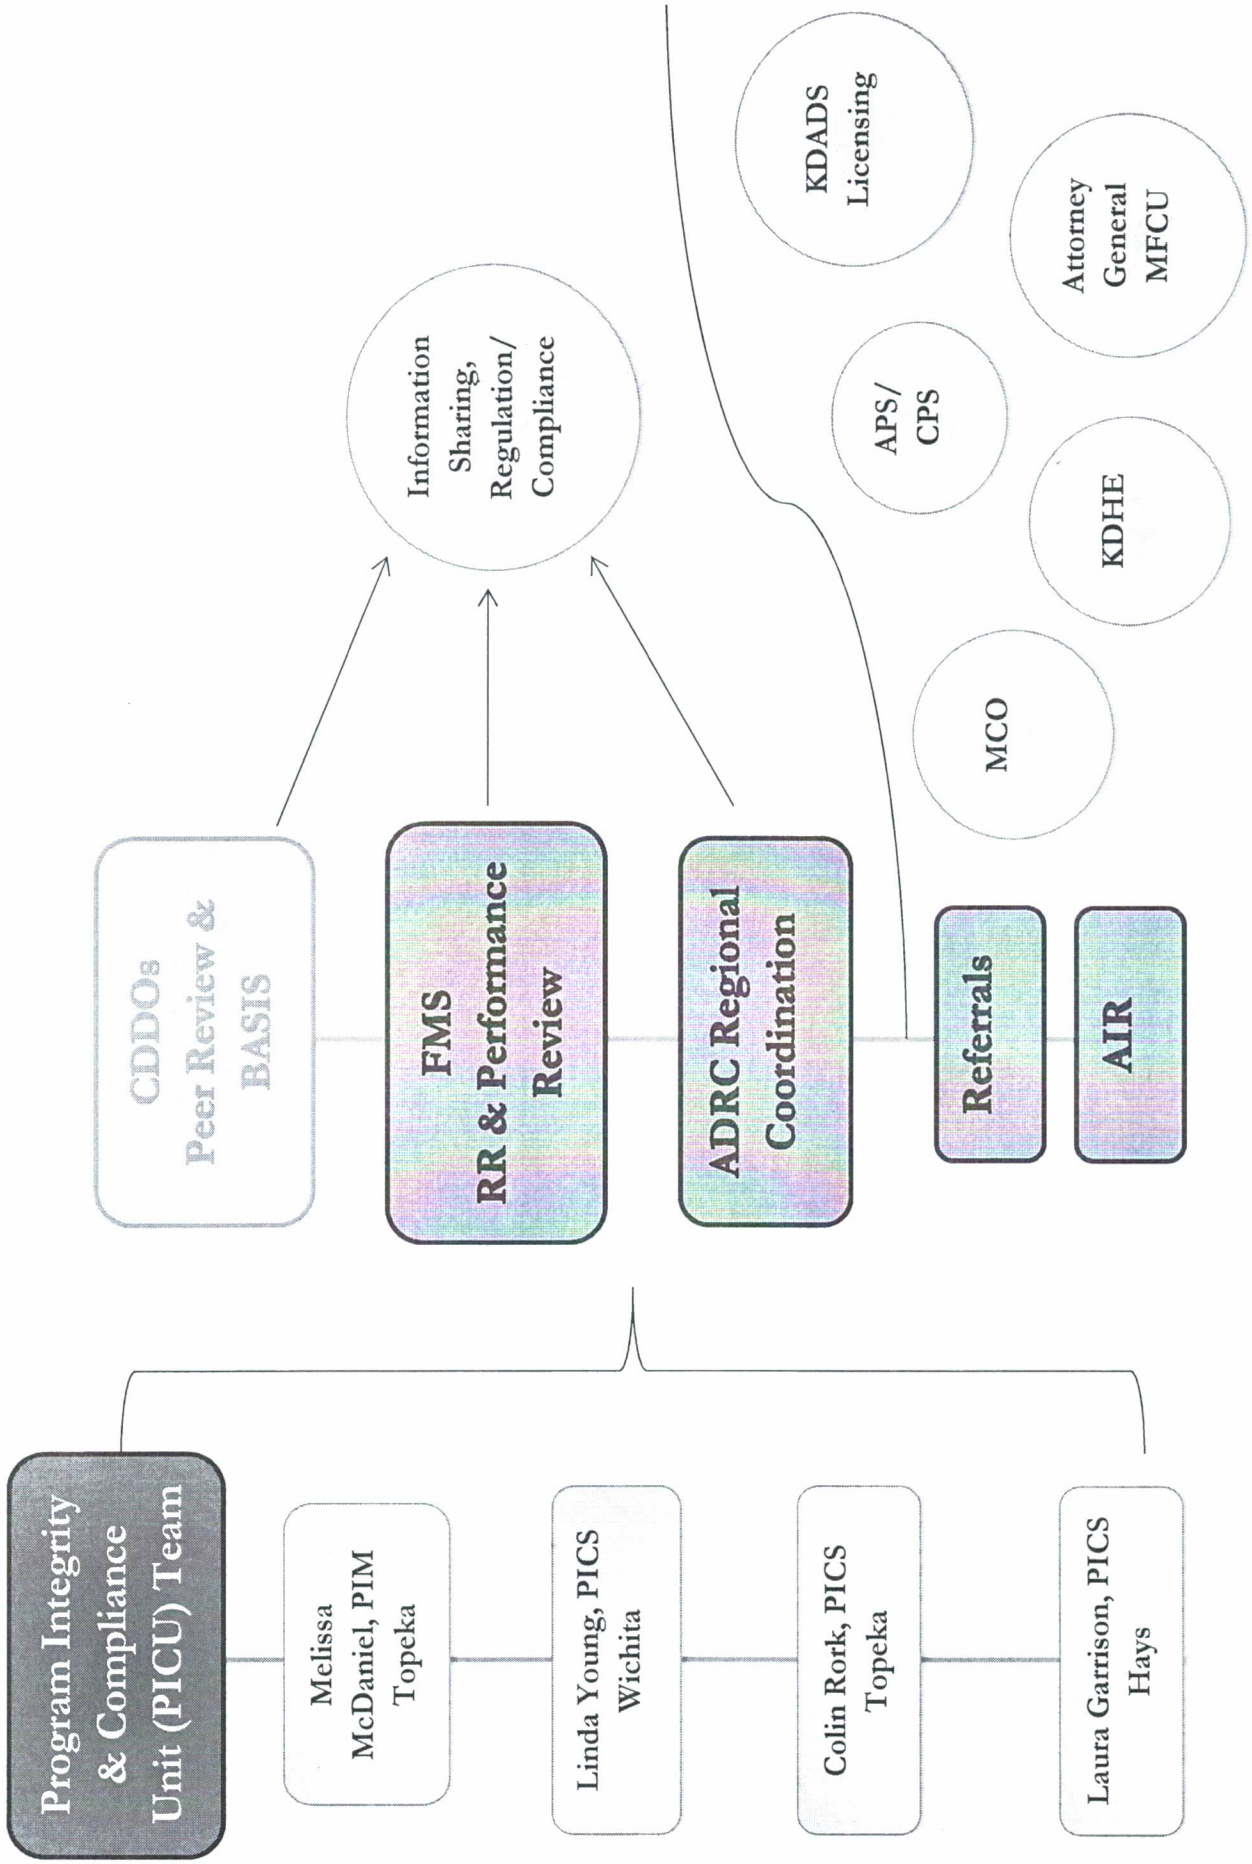 Program Integrity
& Compliance
Unit (PICU) Team
Melissa
McDaniel, PIM
Topeka
Linda Young, PICS
Wichita
Colin Rork, PICS
Topeka
Laura Garrison, PICS
Hays
CDDOs
Peer Review &
BASIS
FMS
RR & Performance
Review
ADRC Regional
Coordination
Referrals
AIR
Information
Sharing,
Regulation/
Compliance
MCO
KDHE
APS/
CPS
Attorney
General
MFCU
KDADS
Licensing